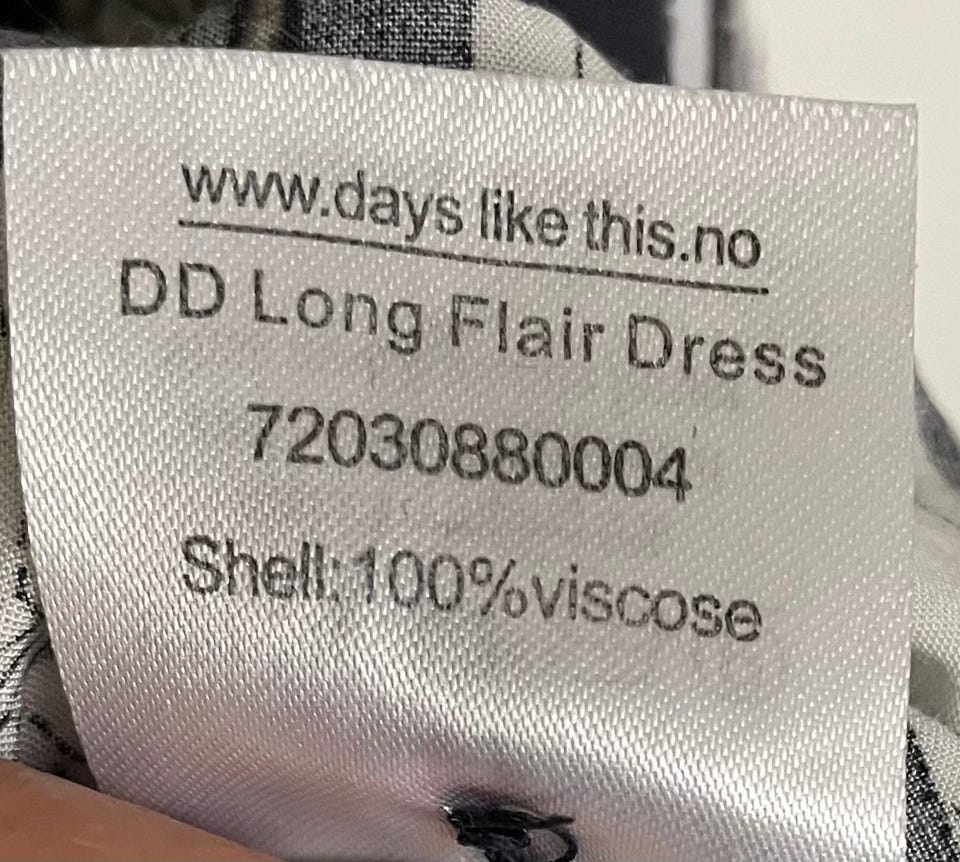 www.days like this.no
DD Long Flair Dress
72030880004
Shell:100%viscose